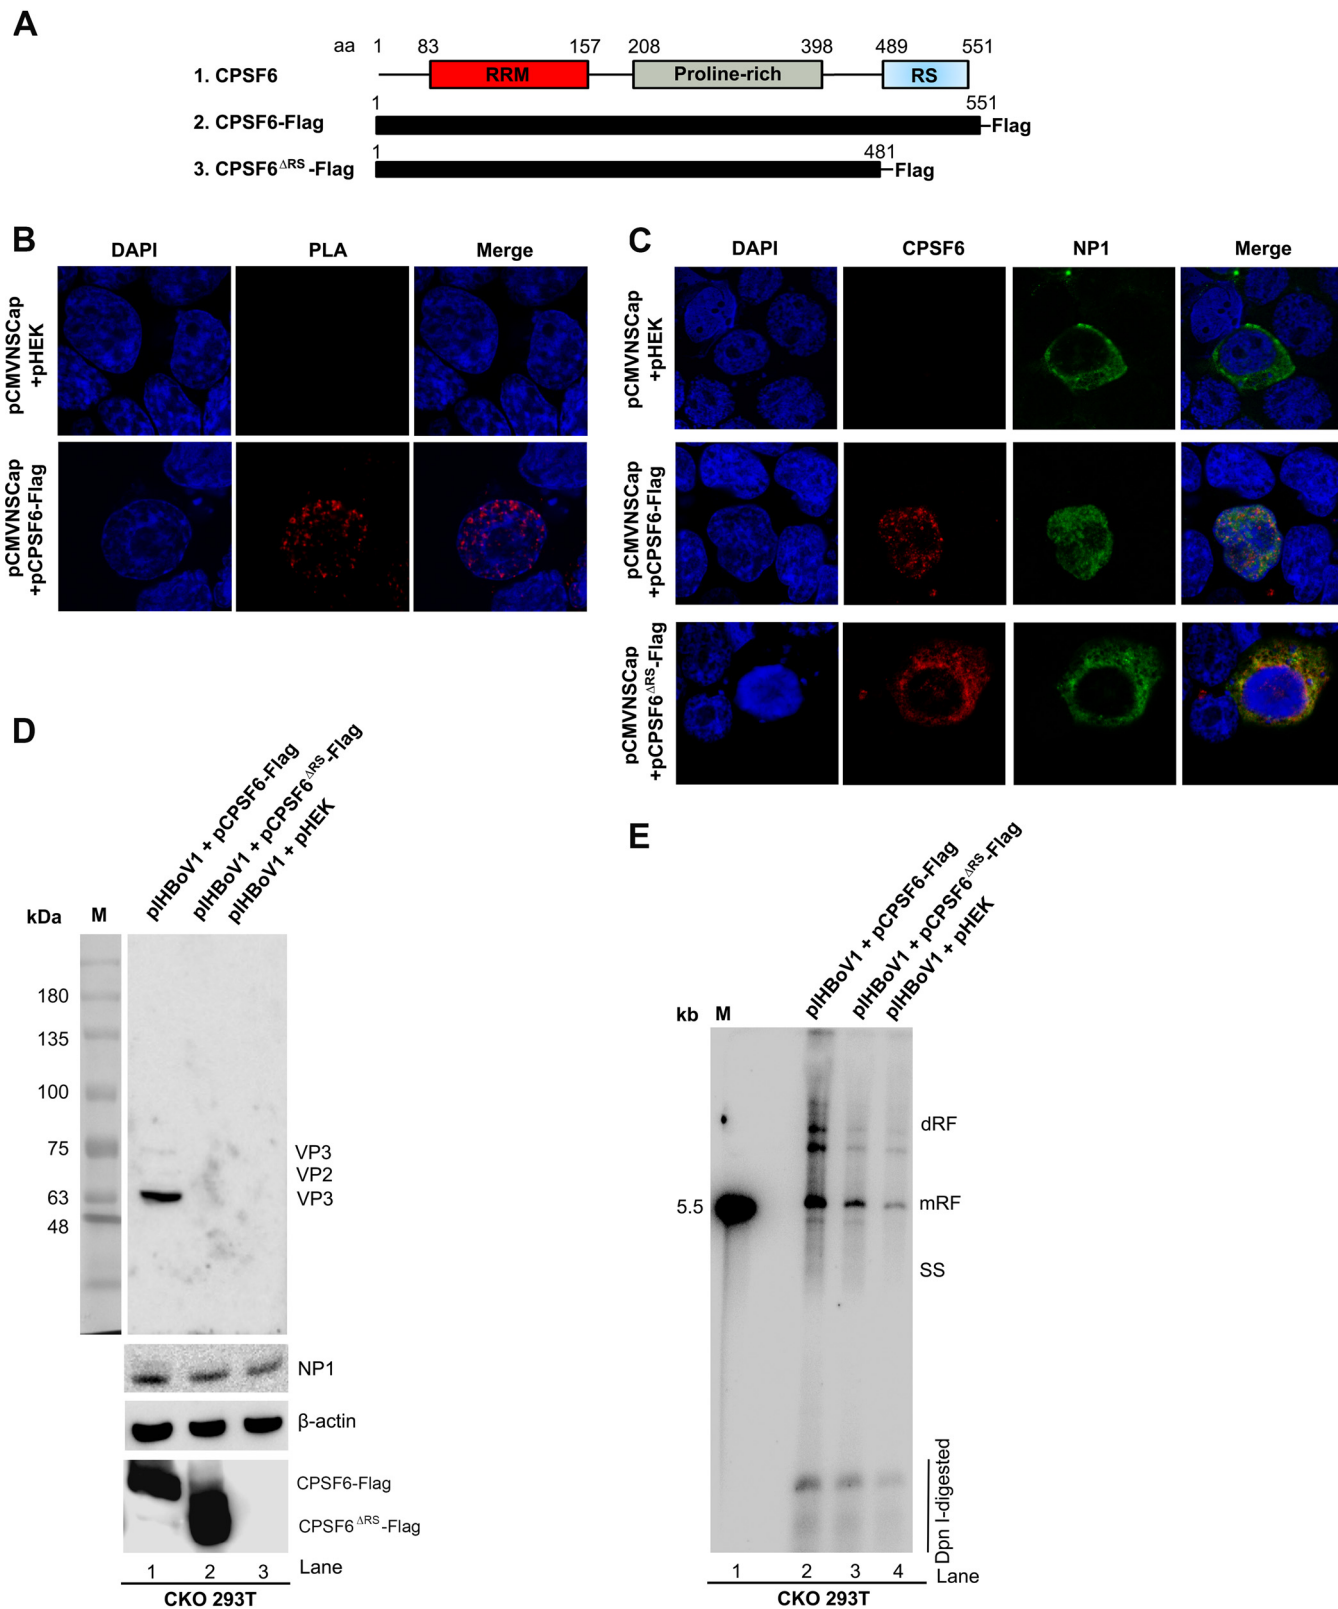 A
aa 1 83 157 208 398 489 551
1. CPSF6 RRM Proline-rich RS
1 551
2. CPSF6-Flag Flag
1 481
3. CPSF6ΔRS -Flag Flag
B
DAPI PLA Merge
pCMVNSCap
+pHEK
pCMVNSCap
+pCPSF6-Flag
C
DAPI CPSF6 NP1 Merge
pCMVNSCap
+pHEK
pCMVNSCap
+pCPSF6-Flag
pCMVNSCap
+pCPSF6ΔRS-Flag
D
pIHBoV1 + pCPSF6-Flag
pIHBoV1 + pCPSF6ΔRS-Flag
pIHBoV1 + pHEK
kDa M
180
135
100
75 VP3
VP2
63 VP3
48
NP1
β-actin
CPSF6-Flag
CPSF6ΔRS-Flag
1 2 3 Lane
CKO 293T
E
pIHBoV1 + pCPSF6-Flag
pIHBoV1 + pCPSF6ΔRS-Flag
pIHBoV1 + pHEK
kb M
dRF
5.5 mRF
SS
Dpn I-digested
1 2 3 4 Lane
CKO 293T